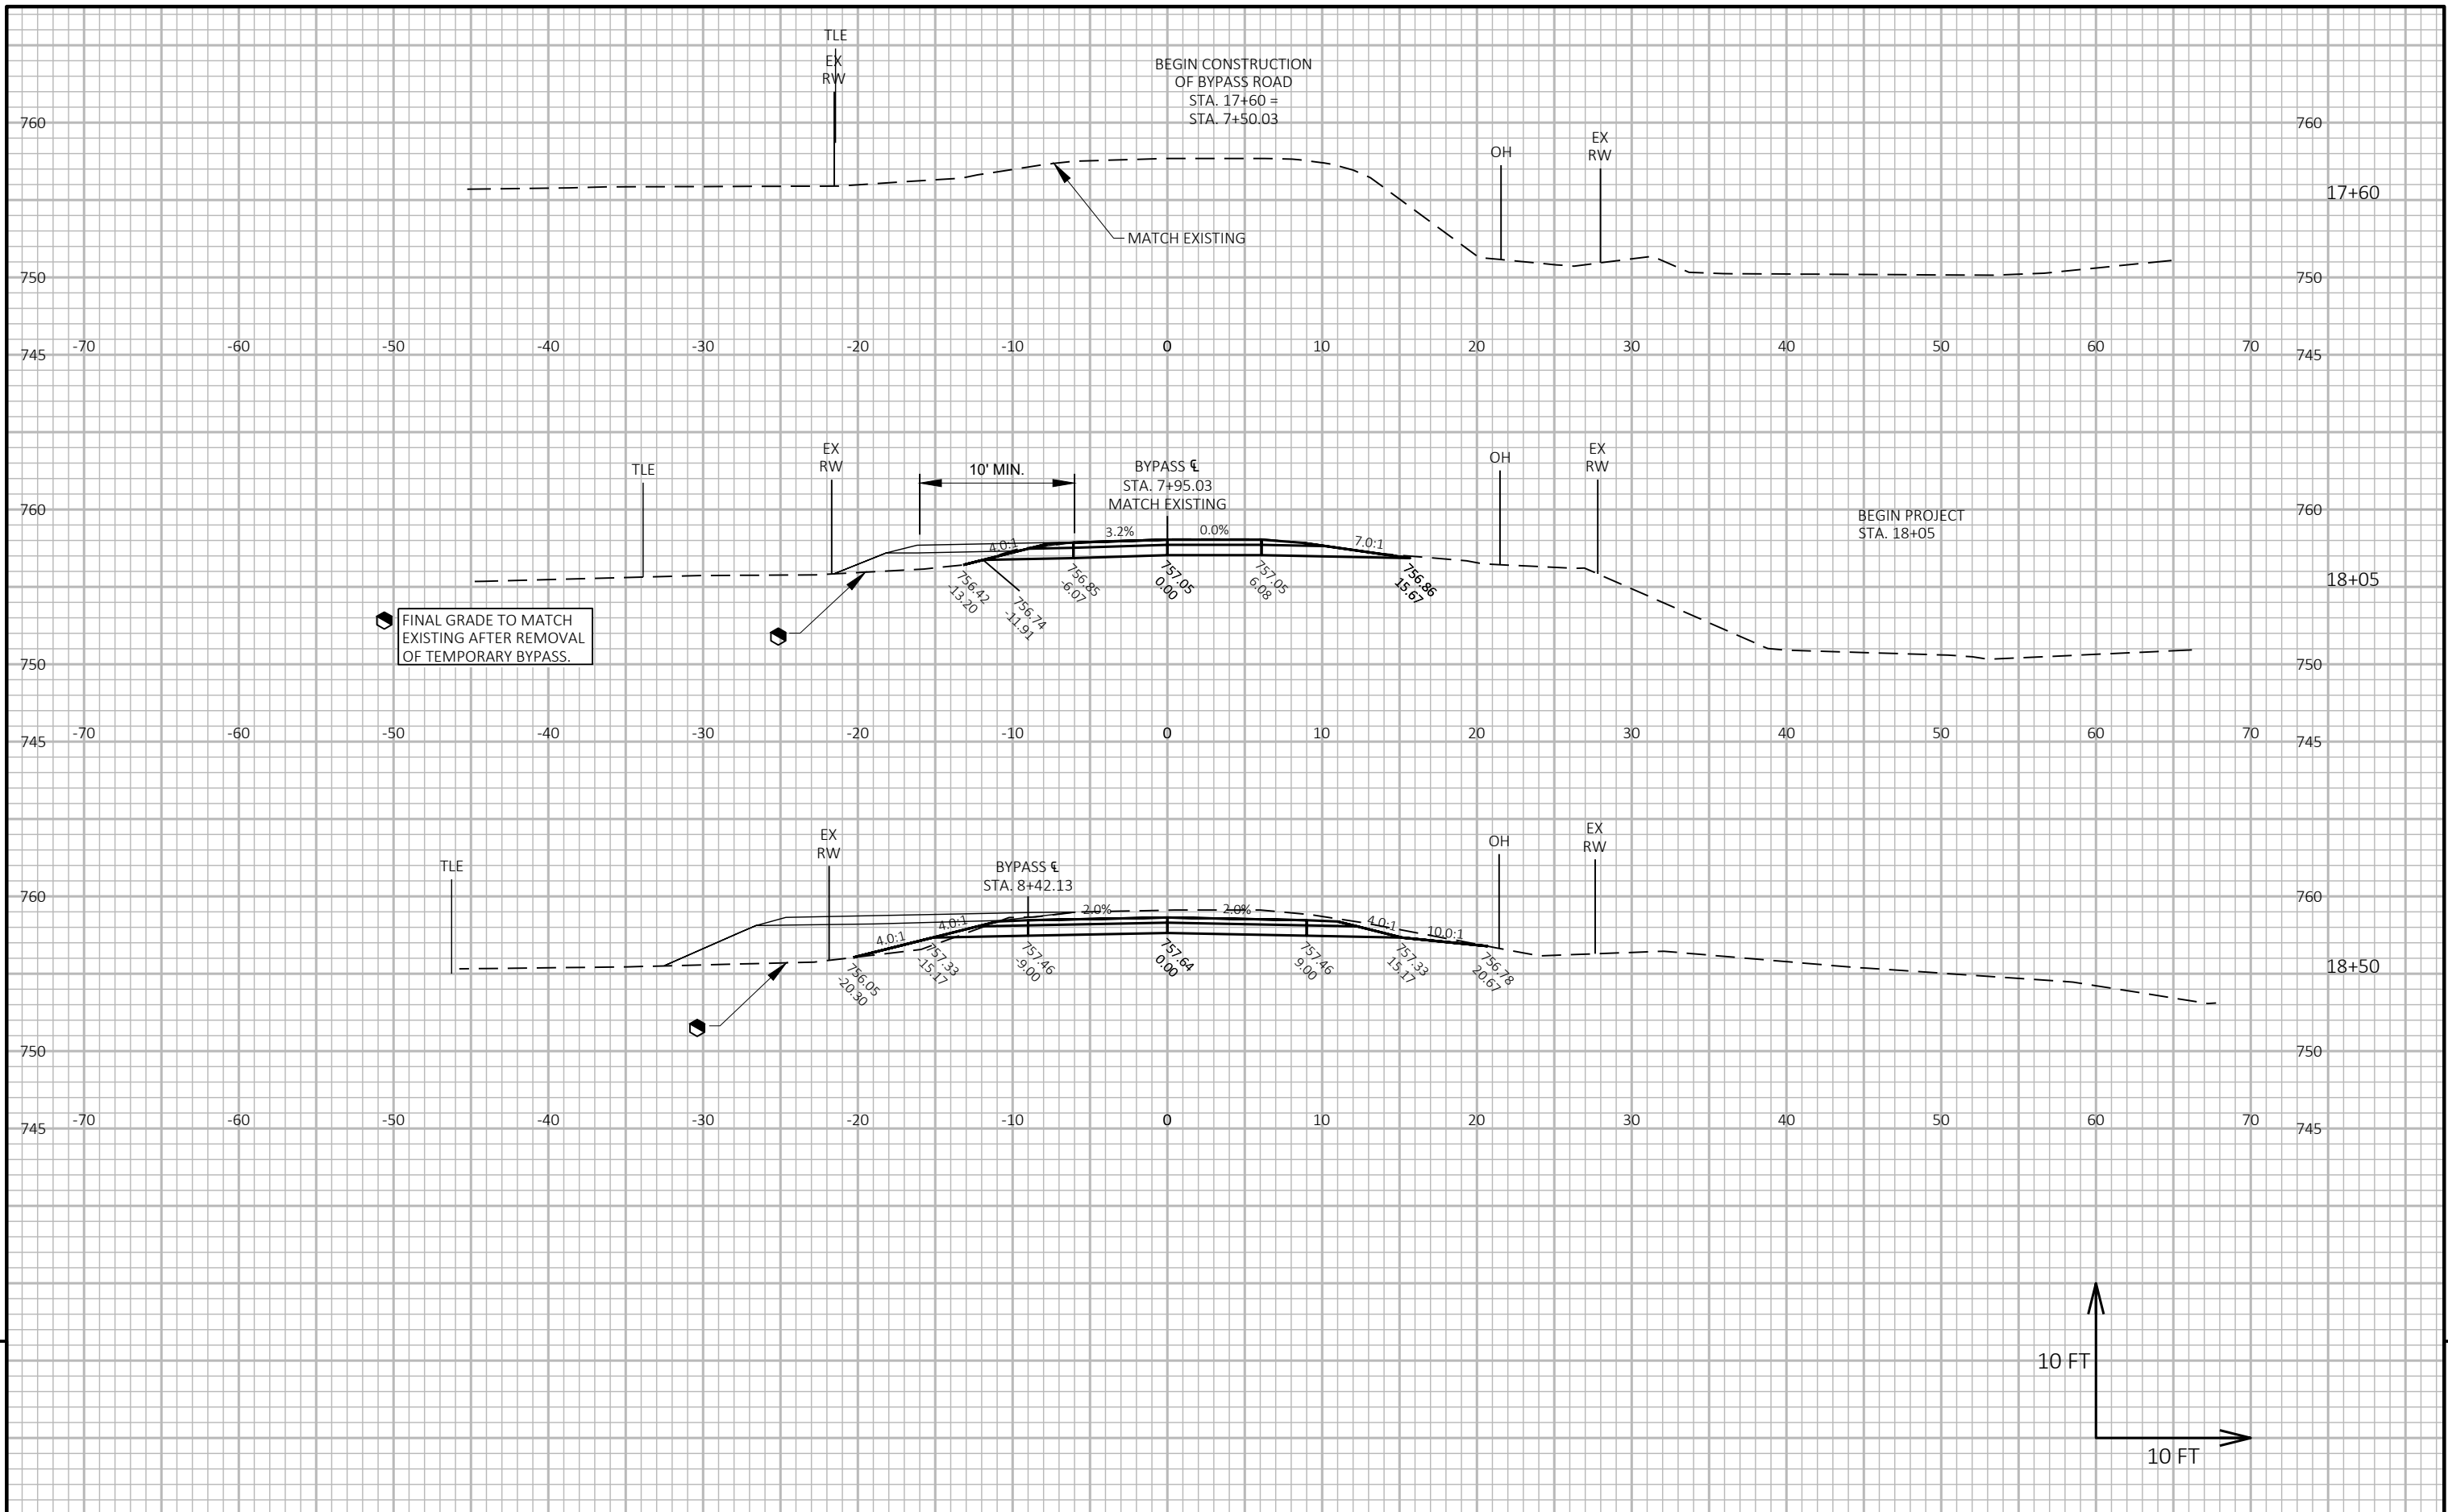 TLE
EX
RW
BEGIN CONSTRUCTION
OF BYPASS ROAD
STA. 17+60 =
STA. 7+50.03
760
760
OH
EX
RW
17+60
MATCH EXISTING
750
750
745
-70
-60
-50
-40
-30
-20
-10
0
10
20
30
40
50
60
70
745
TLE
EX
RW
10' MIN.
BYPASS ℄
STA. 7+95.03
MATCH EXISTING
OH
EX
RW
760
760
BEGIN PROJECT
STA. 18+05
4.0:1
3.2%
0.0%
7.0:1
756.42
-13.20
756.74
-11.91
756.85
-6.07
757.05
0.00
757.05
6.08
756.86
15.67
18+05
FINAL GRADE TO MATCH
EXISTING AFTER REMOVAL
OF TEMPORARY BYPASS.
750
750
745
-70
-60
-50
-40
-30
-20
-10
0
10
20
30
40
50
60
70
745
TLE
EX
RW
BYPASS ℄
STA. 8+42.13
OH
EX
RW
760
760
4.0:1
4.0:1
2.0%
2.0%
4.0:1
10.0:1
756.05
-20.30
757.33
-15.17
757.46
-9.00
757.64
0.00
757.46
9.00
757.33
15.17
756.78
20.67
18+50
750
750
745
-70
-60
-50
-40
-30
-20
-10
0
10
20
30
40
50
60
70
745
10 FT
10 FT